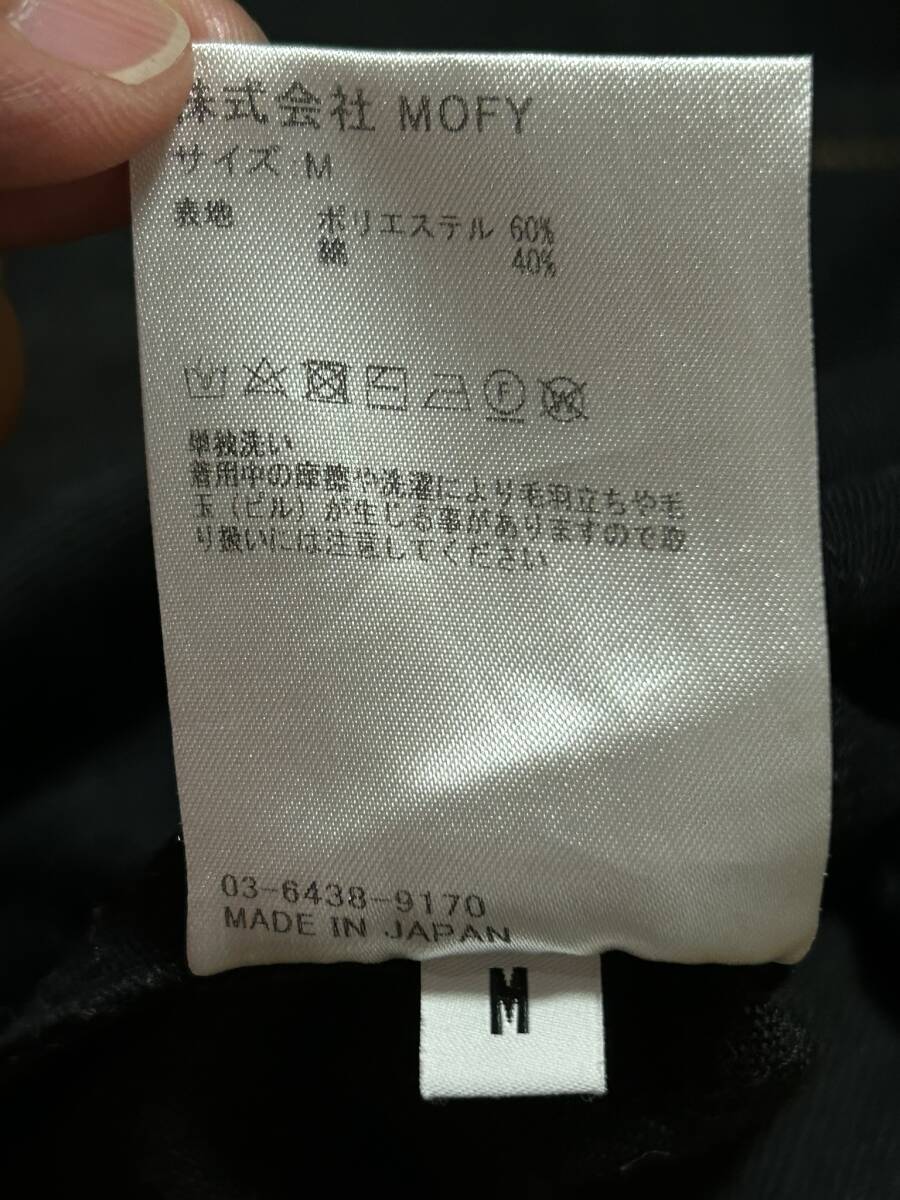 株式会社 MOFY
サイズ M
表地 ポリエステル 60%
綿 40%
F
W
単独洗い
着用中の摩擦や洗濯により毛羽立ちや毛
玉(ピル)が生じる事がありますので取
り扱いには注意してください
03-6438-9170
MADE IN JAPAN
M